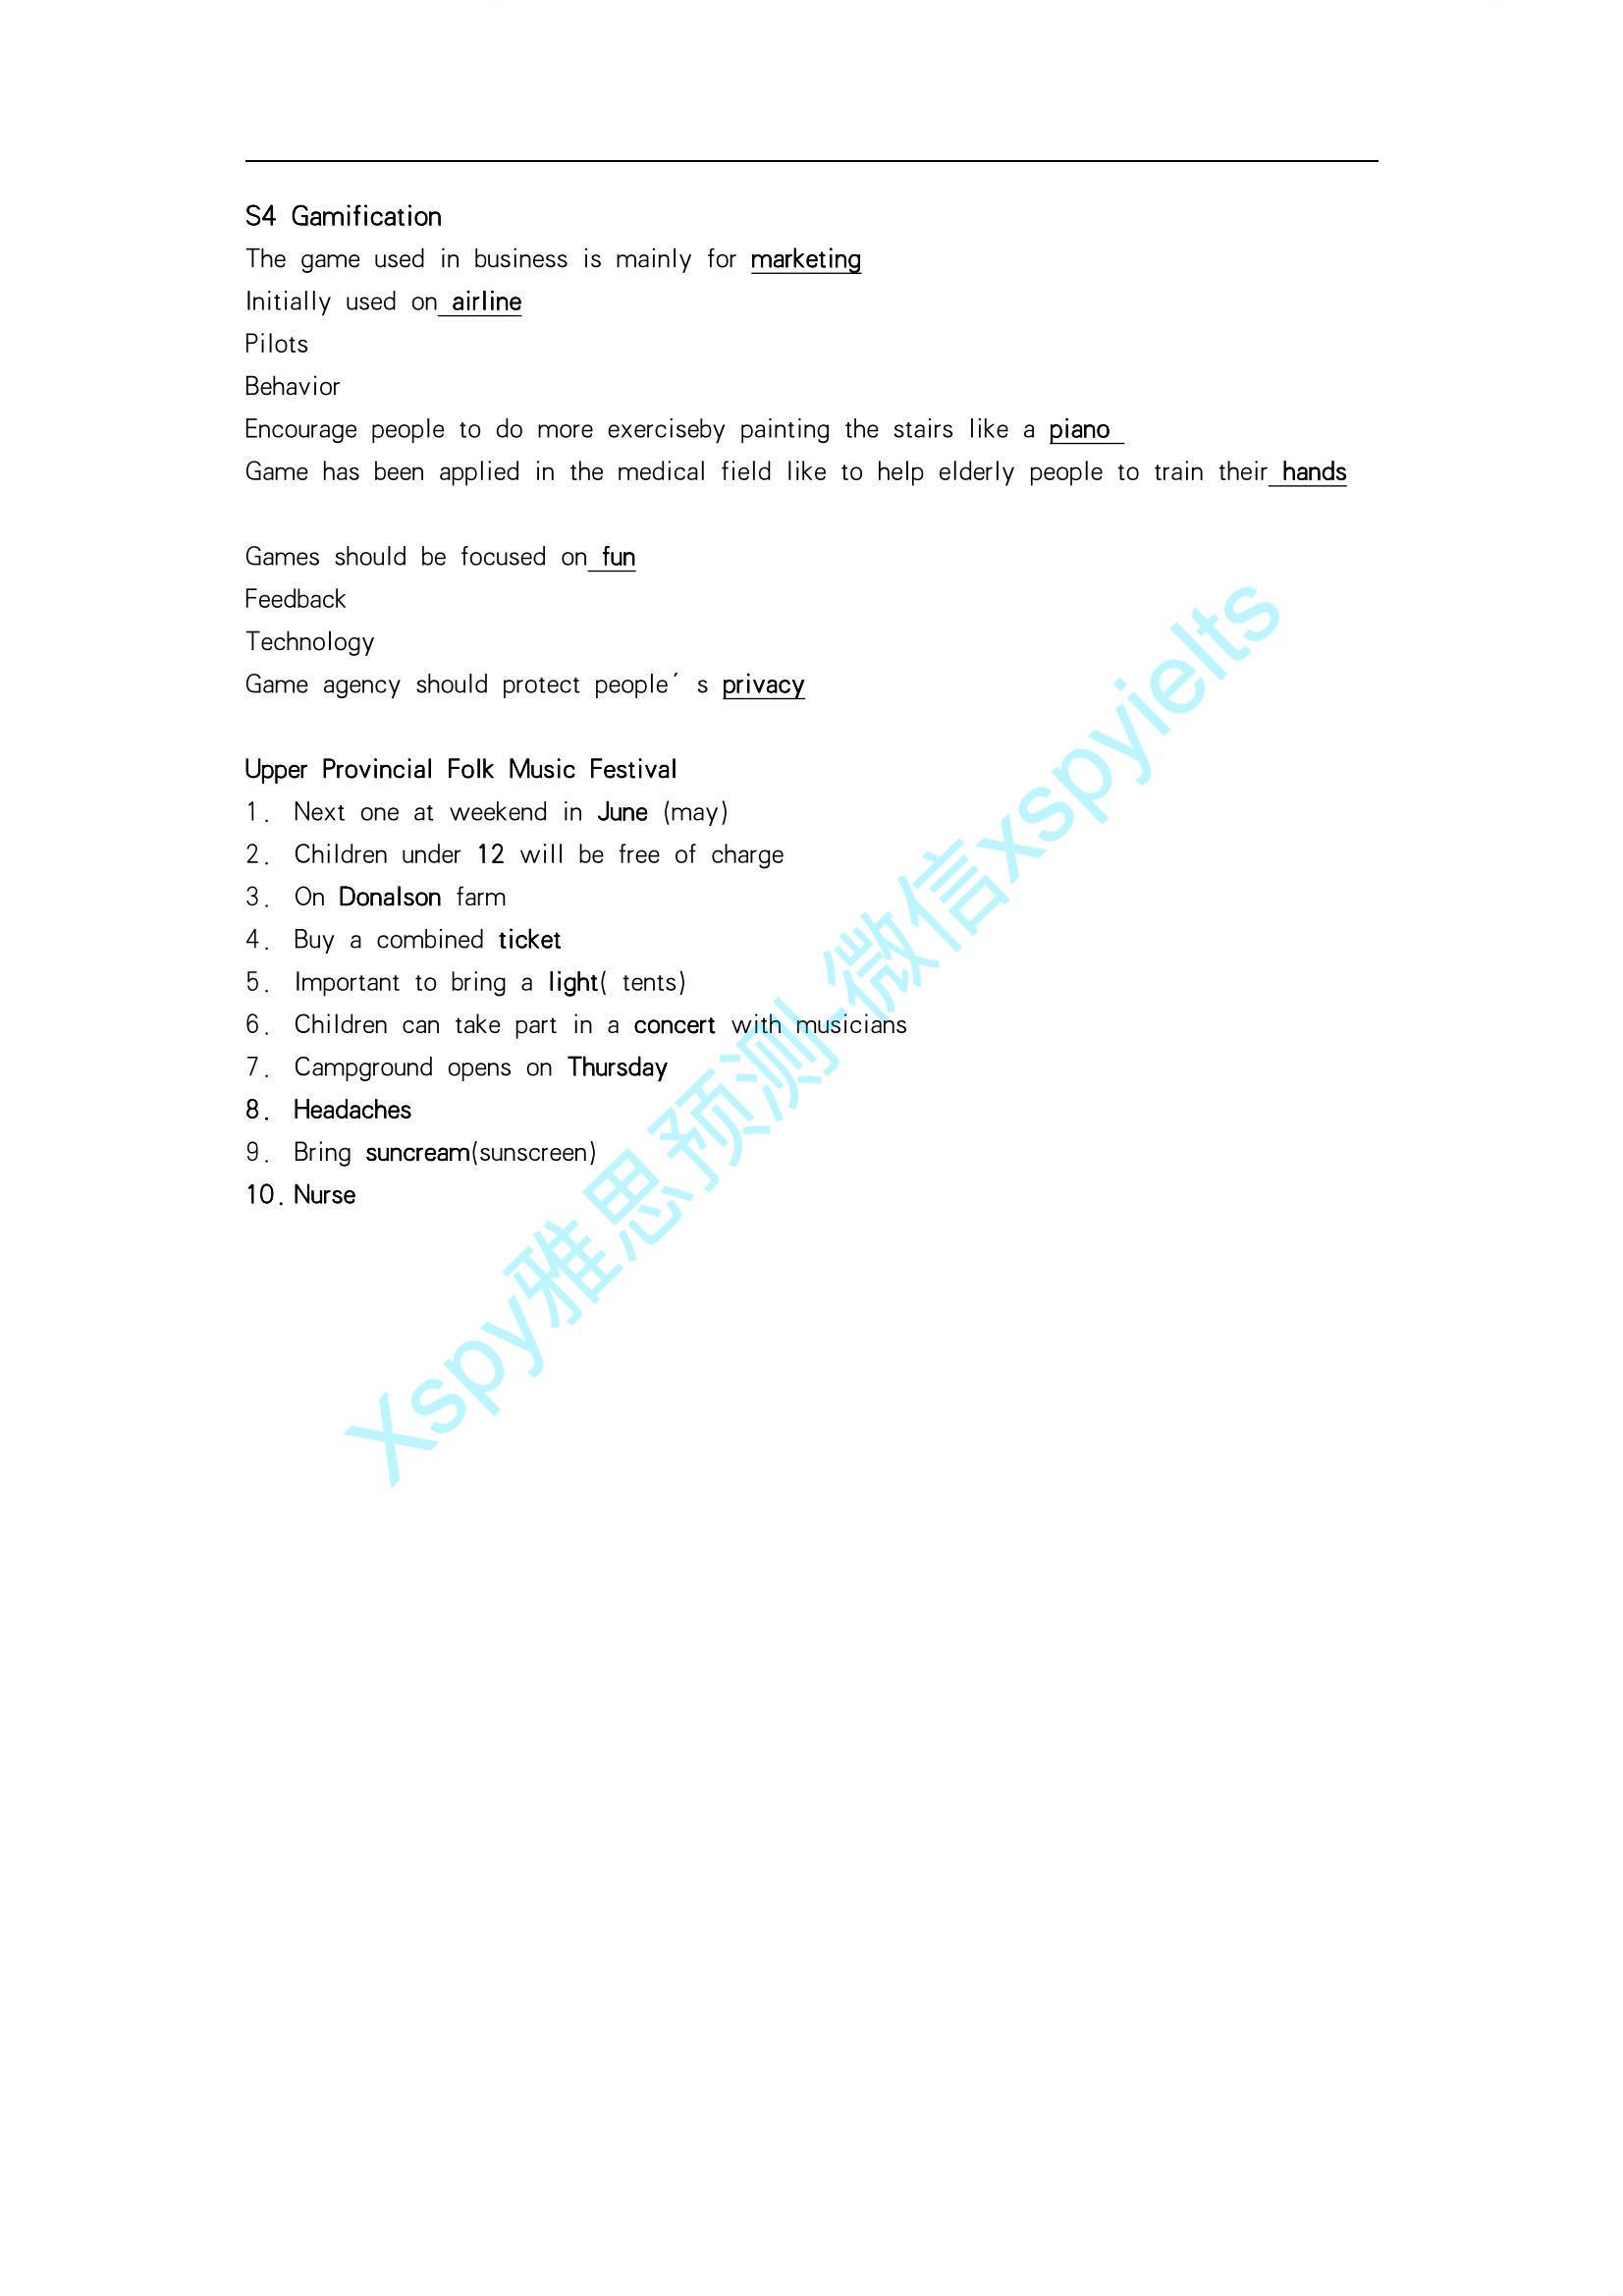 S4 Gamification
The game used in business is mainly for marketing
Initially used on airline
Pilots
Behavior
Encourage people to do more exerciseby painting the stairs like a piano
Game has been applied in the medical field like to help elderly people to train their hands
Games should be focused on fun
Feedback
Technology
Game agency should protect people´ s privacy
Upper Provincial Folk Music Festival
1. Next one at weekend in June (may)
2. Children under 12 will be free of charge
3. On Donalson farm
4. Buy a combined ticket
5. Important to bring a light( tents)
6. Children can take part in a concert with musicians
7. Campground opens on Thursday
8. Headaches
9. Bring suncream(sunscreen)
10. Nurse
Xspy雅思预测-微信xspyielts